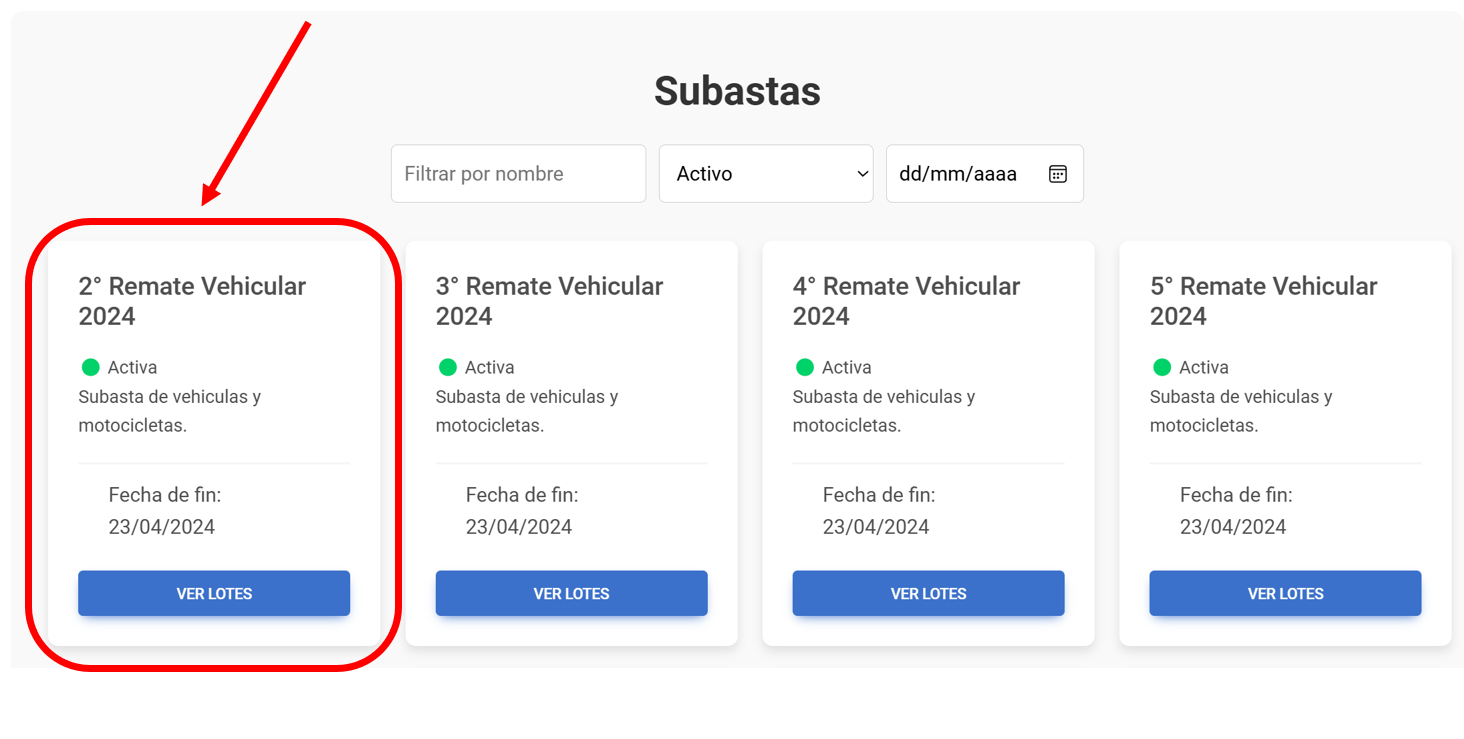 Subastas
Filtrar por nombre
Activo
dd/mm/aaaa
2° Remate Vehicular
2024
Activa
Subasta de vehiculas y
motocicletas.
Fecha de fin:
23/04/2024
VER LOTES
3° Remate Vehicular
2024
Activa
Subasta de vehiculas y
motocicletas.
Fecha de fin:
23/04/2024
VER LOTES
4° Remate Vehicular
2024
Activa
Subasta de vehiculas y
motocicletas.
Fecha de fin:
23/04/2024
VER LOTES
5° Remate Vehicular
2024
Activa
Subasta de vehiculas y
motocicletas.
Fecha de fin:
23/04/2024
VER LOTES